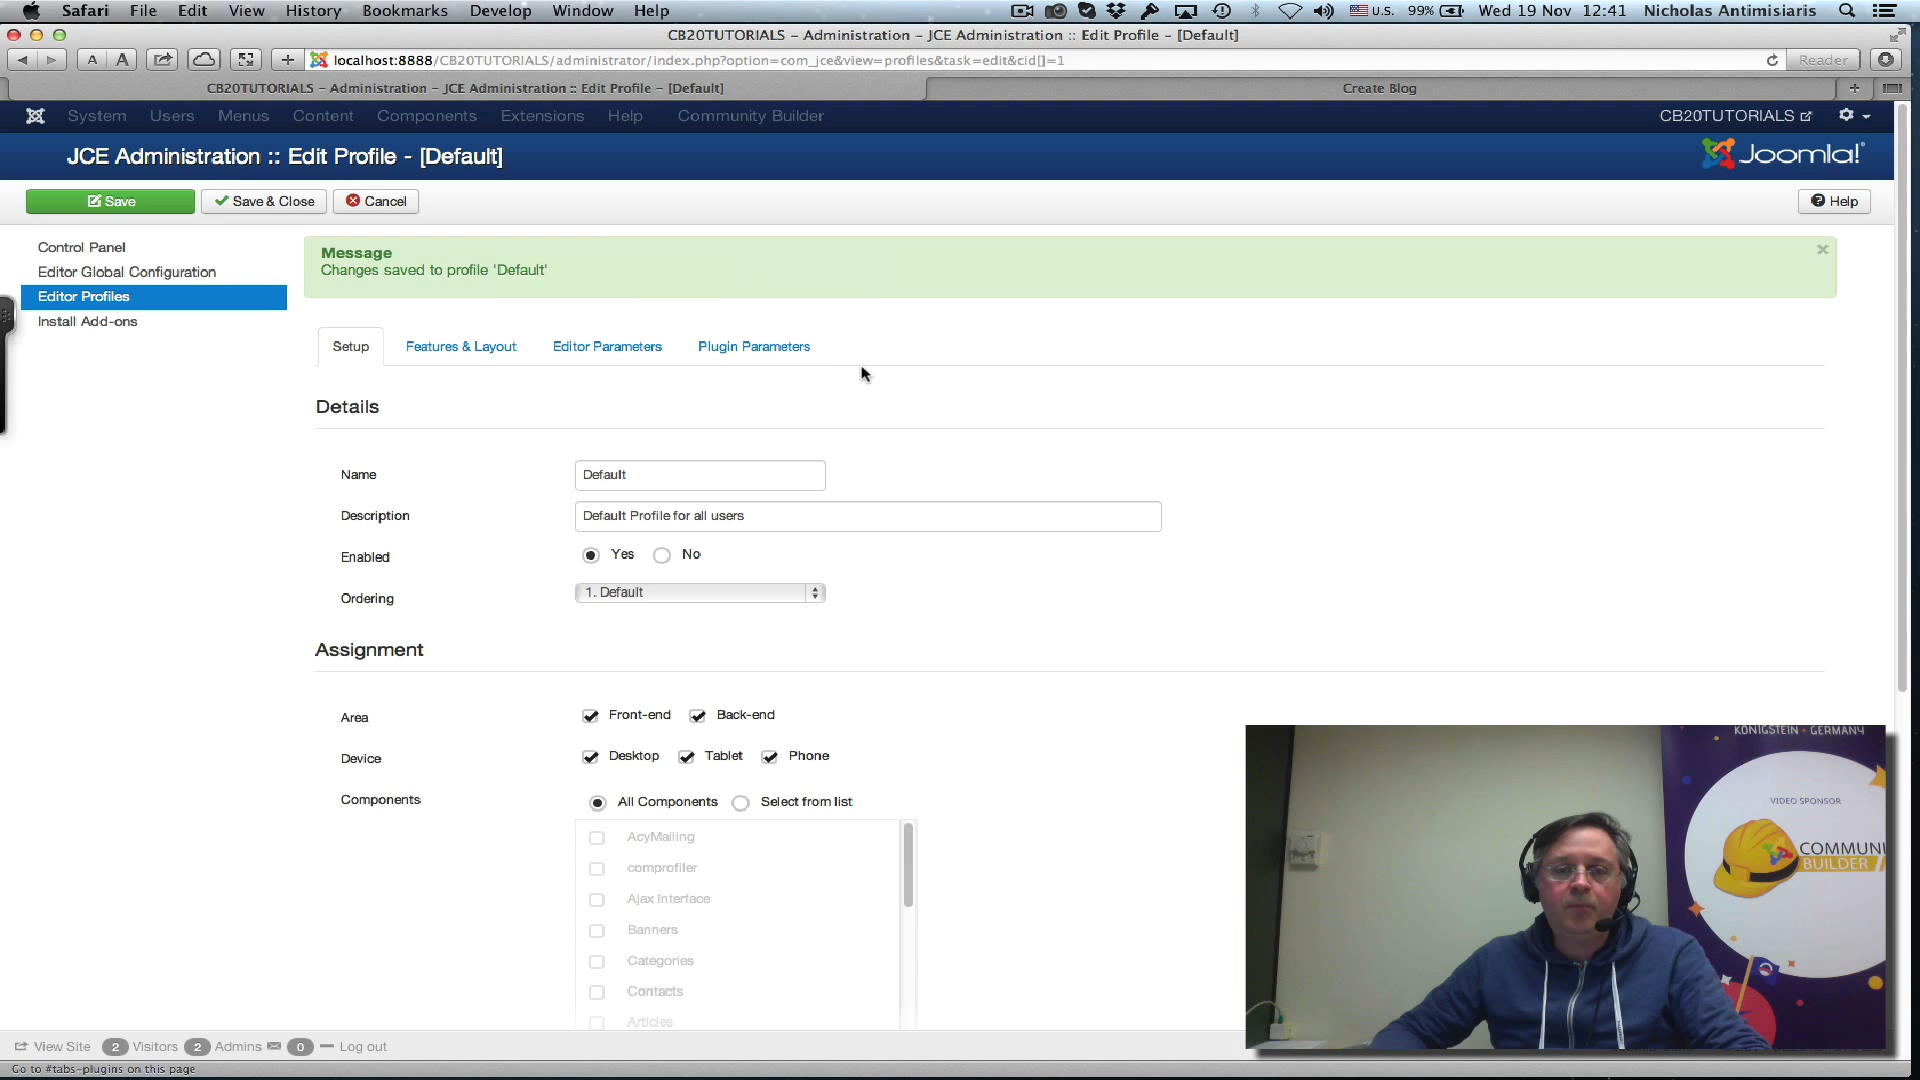 Safari File Edit View History Bookmarks Develop Window Help
U.S. 99% Wed 19 Nov 12:41 Nicholas Antimisiaris
CB20TUTORIALS – Administration – JCE Administration :: Edit Profile – [Default]
A A + localhost:8888/CB20TUTORIALS/administrator/index.php?option=com_jce&view=profiles&task=edit&cid[]=1 Reader
CB20TUTORIALS – Administration – JCE Administration :: Edit Profile – [Default]
Create Blog +
System Users Menus Content Components Extensions Help Community Builder
CB20TUTORIALS
JCE Administration :: Edit Profile - [Default]
Joomla!®
Save
Save & Close
Cancel
Help
Control Panel
Editor Global Configuration
Editor Profiles
Install Add-ons
Message
Changes saved to profile 'Default'
Setup
Features & Layout
Editor Parameters
Plugin Parameters
Details
Name
Default
Description
Default Profile for all users
Enabled
Yes No
Ordering
1. Default
Assignment
Area
Front-end Back-end
Device
Desktop Tablet Phone
Components
All Components Select from list
AcyMailing
comprofiler
Ajax Interface
Banners
Categories
Contacts
Articles
KÖNIGSTEIN • GERMANY
VIDEO SPONSOR
COMMUNI
BUILDER
View Site 2 Visitors 2 Admins 0 Log out
Go to #tabs-plugins on this page